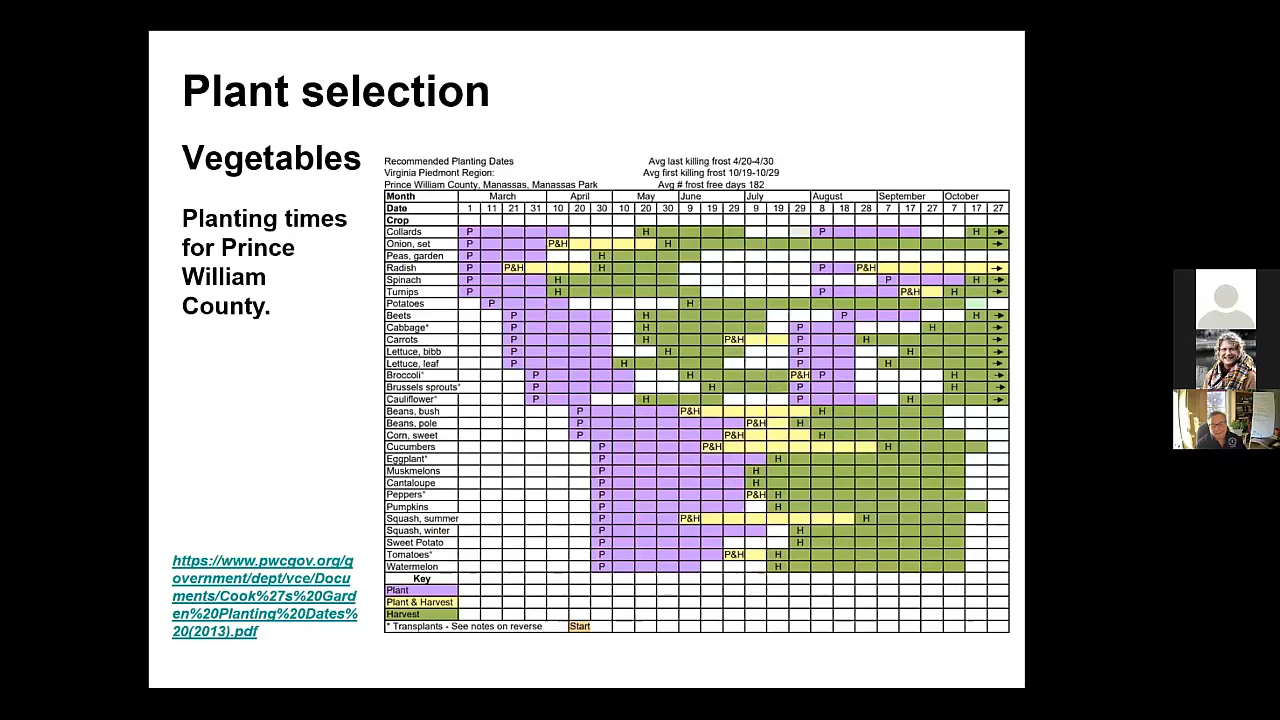 Plant selection
Vegetables
Planting times
for Prince
William
County.
https://www.pwcgov.org/g
overnment/dept/vce/Docu
ments/Cook%27s%20Gard
en%20Planting%20Dates%
20(2013).pdf
Recommended Planting Dates Avg last killing frost 4/20-4/30
Virginia Piedmont Region: Avg first killing frost 10/19-10/29
Prince William County, Manassas, Manassas Park Avg # frost free days 182
Month March April May June July August September October
Date 1 11 21 31 10 20 30 10 20 30 9 19 29 9 19 29 8 18 28 7 17 27 7 17 27
Crop
Collards P H P H
Onion, set P P&H H
Peas, garden P H
Radish P P&H H P P&H
Spinach P H P H
Turnips P H P P&H H
Potatoes P H
Beets P H P H
Cabbage* P H P H
Carrots P H P&H P H
Lettuce, bibb P H P H
Lettuce, leaf P H P H
Broccoli* P H P&H P H
Brussels sprouts* P H P H
Cauliflower* P H P H
Beans, bush P P&H H
Beans, pole P P&H H
Corn, sweet P P&H H
Cucumbers P P&H H
Eggplant* P H
Muskmelons P H
Cantaloupe P H
Peppers* P P&H H
Pumpkins P H
Squash, summer P P&H H
Squash, winter P H
Sweet Potato P H
Tomatoes* P P&H H
Watermelon P H
Key
Plant
Plant & Harvest
Harvest
* Transplants - See notes on reverse Start